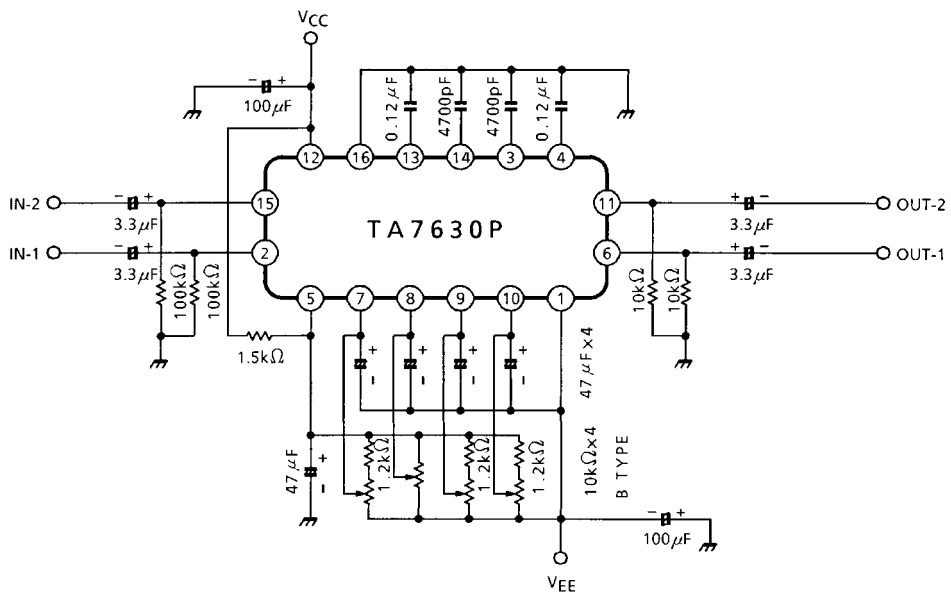 VCC
− +
100μF
0.12μF
4700pF
4700pF
0.12μF
12 16 13 14 3 4
IN-2
− +
3.3μF
15
TA7630P
11
+ −
3.3μF
OUT-2
IN-1
− +
3.3μF
2
6
+ −
3.3μF
OUT-1
100kΩ
100kΩ
10kΩ
10kΩ
5 7 8 9 10 1
1.5kΩ
+
−
+
−
+
−
+
−
47μF×4
47μF
+
−
1.2kΩ
1.2kΩ
1.2kΩ
10kΩ×4
B TYPE
− +
100μF
VEE